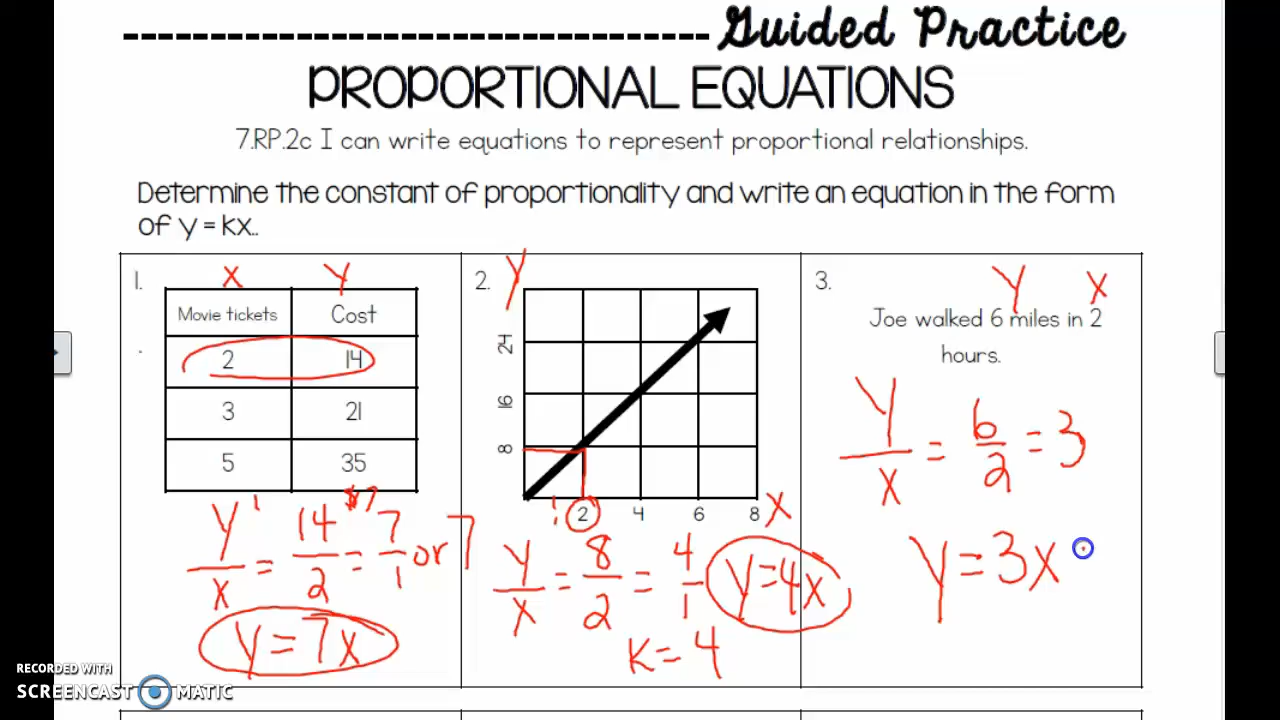 Guided Practice
PROPORTIONAL EQUATIONS
7.RP.2c I can write equations to represent proportional relationships.
Determine the constant of proportionality and write an equation in the form
of y = kx..
1.
X Y
Movie tickets Cost
2 14
3 21
5 35
Y/X = 14/2 = $7 7/1 or 7
y = 7x
2.
Y
24
16
8
1 2 4 6 8 X
Y/X = 8/2 = 4/1
y=4x
K = 4
3.
Y X
Joe walked 6 miles in 2
hours.
Y/X = 6/2 = 3
y = 3x
RECORDED WITH
SCREENCAST MATIC